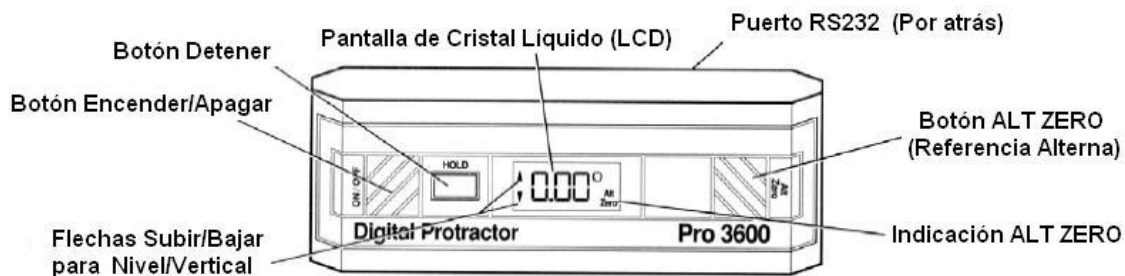 Puerto RS232 (Por atrás)
Pantalla de Cristal Líquido (LCD)
Botón Detener
Botón Encender/Apagar
Botón ALT ZERO
(Referencia Alterna)
ON/OFF
HOLD
0.00°
Alt
Zero
Alt
Zero
Digital Protractor
Pro 3600
Flechas Subir/Bajar
para Nivel/Vertical
Indicación ALT ZERO